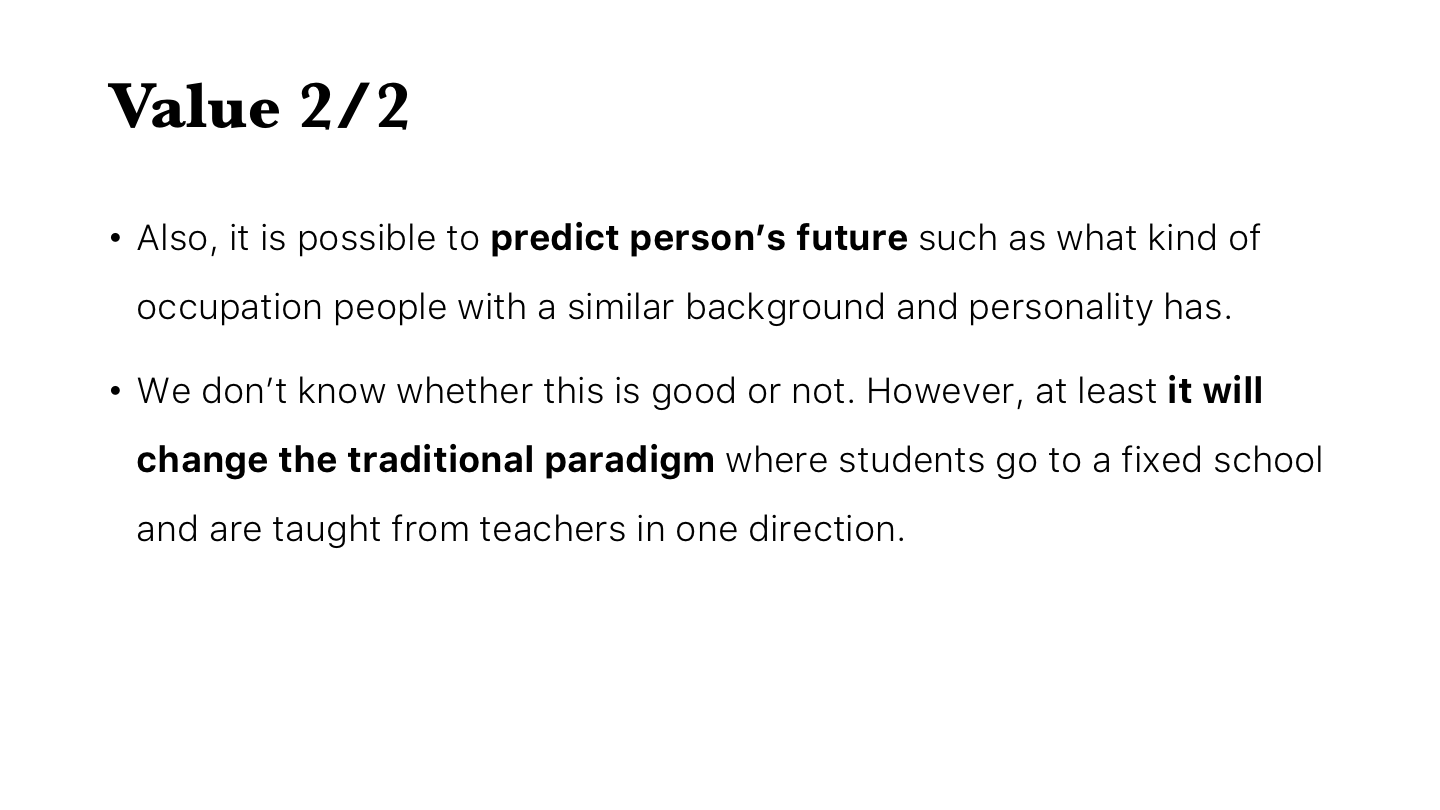 Value 2/2
• Also, it is possible to predict person’s future such as what kind of
occupation people with a similar background and personality has.
• We don’t know whether this is good or not. However, at least it will
change the traditional paradigm where students go to a fixed school
and are taught from teachers in one direction.